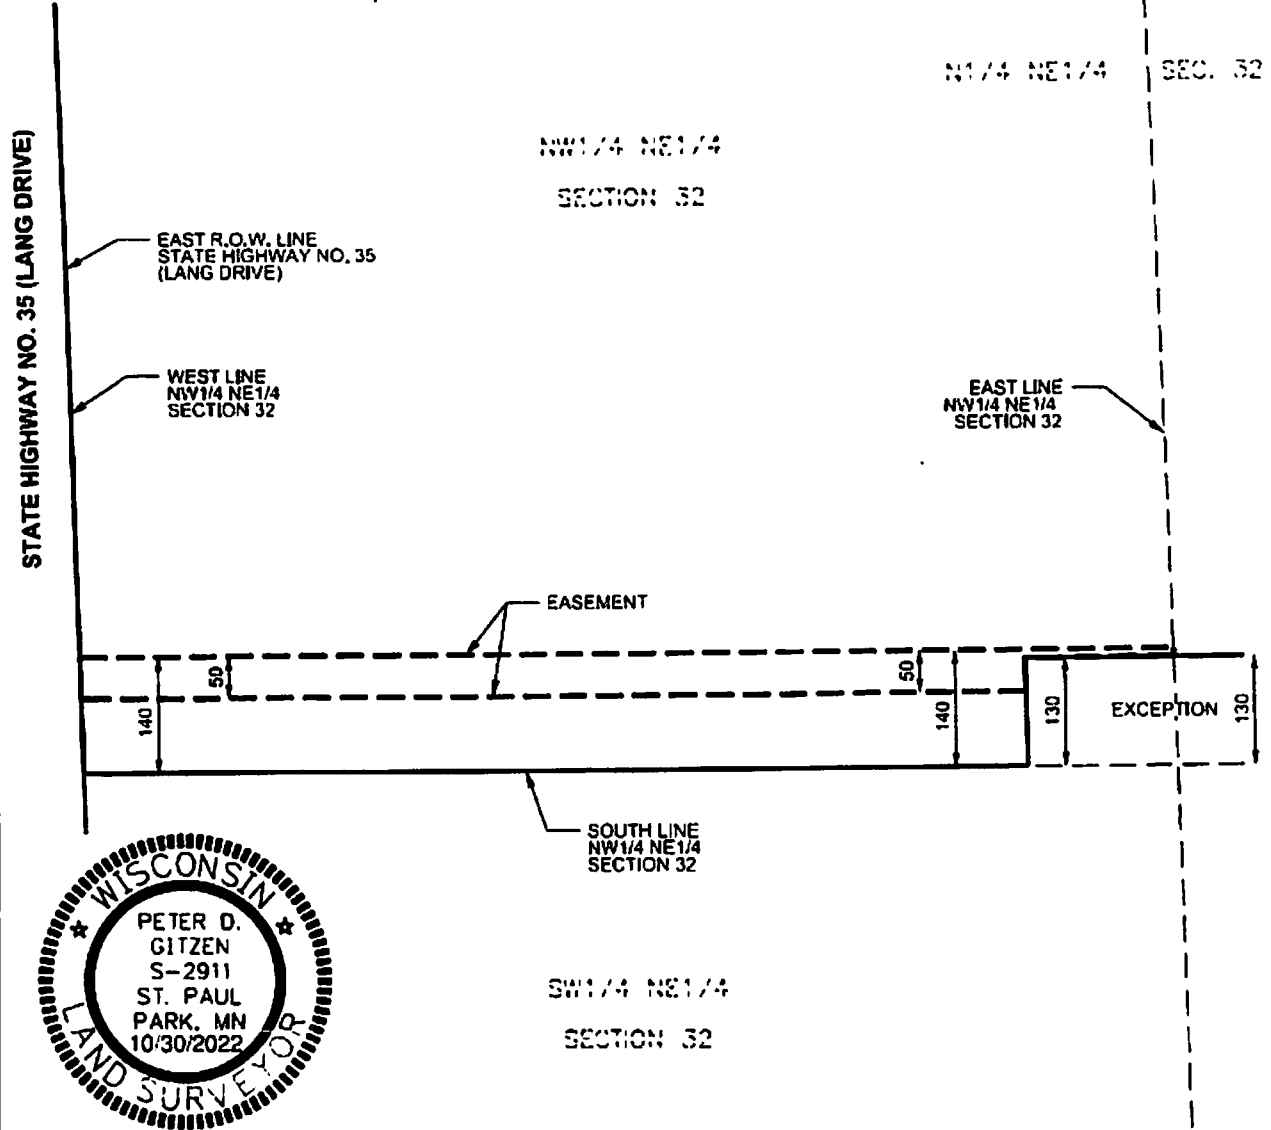 N1/4 NE1/4 SEC. 32
NW1/4 NE1/4
SECTION 32
STATE HIGHWAY NO. 35 (LANG DRIVE)
EAST R.O.W. LINE
STATE HIGHWAY NO. 35
(LANG DRIVE)
WEST LINE
NW1/4 NE1/4
SECTION 32
EAST LINE
NW1/4 NE1/4
SECTION 32
EASEMENT
50
140
50
140
130
EXCEPTION
130
SOUTH LINE
NW1/4 NE1/4
SECTION 32
WISCONSIN
PETER D.
GITZEN
S-2911
ST. PAUL
PARK, MN
10/30/2022
LAND SURVEYOR
SW1/4 NE1/4
SECTION 32